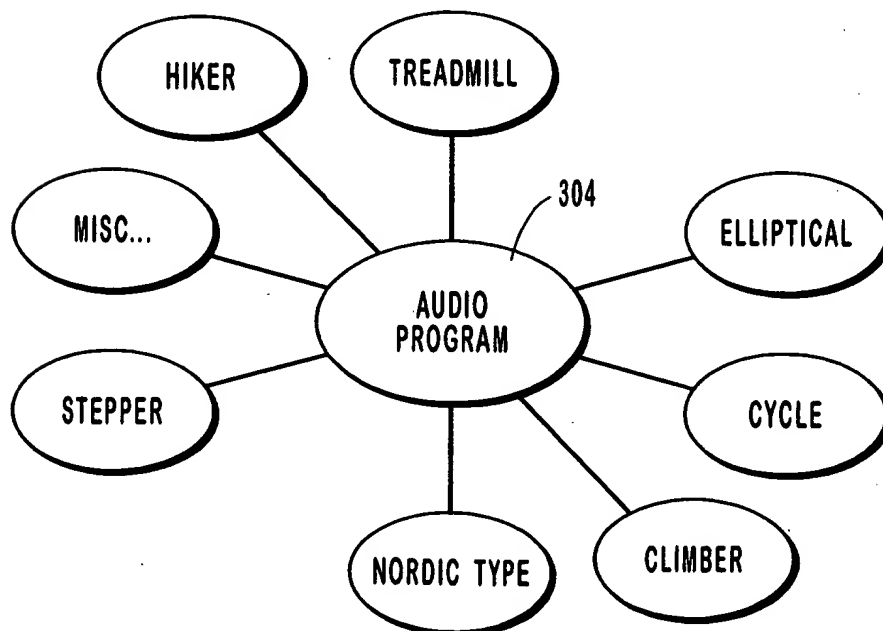 HIKER
TREADMILL
304
MISC...
ELLIPTICAL
AUDIO
PROGRAM
STEPPER
CYCLE
NORDIC TYPE
CLIMBER